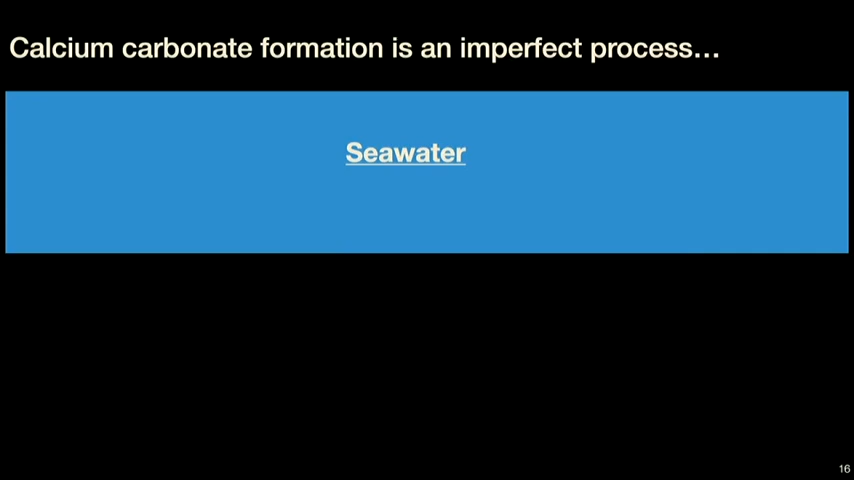 Calcium carbonate formation is an imperfect process…
Seawater
16